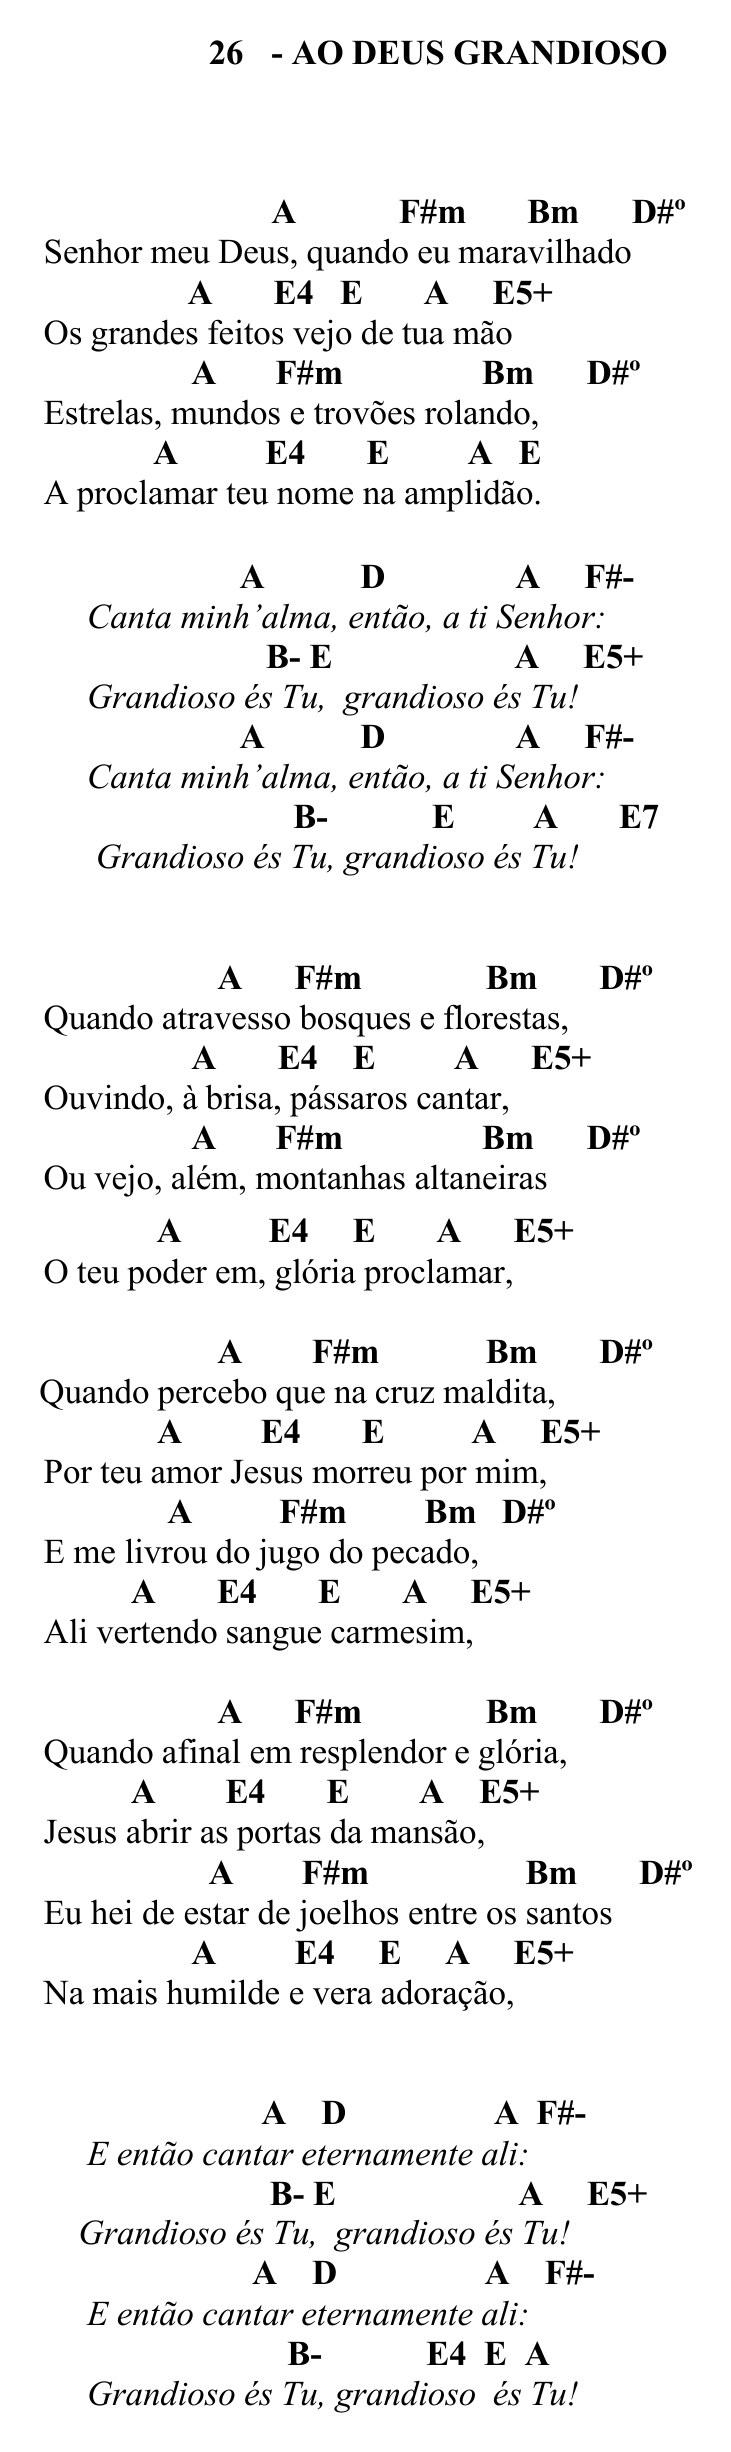 26 - AO DEUS GRANDIOSO
A F#m Bm D#º
Senhor meu Deus, quando eu maravilhado
A E4 E A E5+
Os grandes feitos vejo de tua mão
A F#m Bm D#º
Estrelas, mundos e trovões rolando,
A E4 E A E
A proclamar teu nome na amplidão.
A D A F#-
Canta minh’alma, então, a ti Senhor:
B- E A E5+
Grandioso és Tu, grandioso és Tu!
A D A F#-
Canta minh’alma, então, a ti Senhor:
B- E A E7
Grandioso és Tu, grandioso és Tu!
A F#m Bm D#º
Quando atravesso bosques e florestas,
A E4 E A E5+
Ouvindo, à brisa, pássaros cantar,
A F#m Bm D#º
Ou vejo, além, montanhas altaneiras
A E4 E A E5+
O teu poder em, glória proclamar,
A F#m Bm D#º
Quando percebo que na cruz maldita,
A E4 E A E5+
Por teu amor Jesus morreu por mim,
A F#m Bm D#º
E me livrou do jugo do pecado,
A E4 E A E5+
Ali vertendo sangue carmesim,
A F#m Bm D#º
Quando afinal em resplendor e glória,
A E4 E A E5+
Jesus abrir as portas da mansão,
A F#m Bm D#º
Eu hei de estar de joelhos entre os santos
A E4 E A E5+
Na mais humilde e vera adoração,
A D A F#-
E então cantar eternamente ali:
B- E A E5+
Grandioso és Tu, grandioso és Tu!
A D A F#-
E então cantar eternamente ali:
B- E4 E A
Grandioso és Tu, grandioso és Tu!